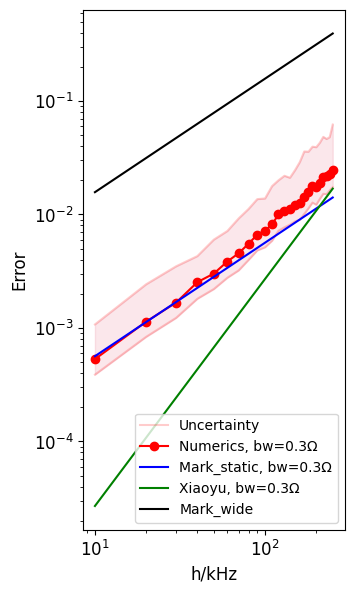 10⁻¹
10⁻²
10⁻³
10⁻⁴
Error
Uncertainty
Numerics, bw=0.3Ω
Mark_static, bw=0.3Ω
Xiaoyu, bw=0.3Ω
Mark_wide
10¹
10²
h/kHz